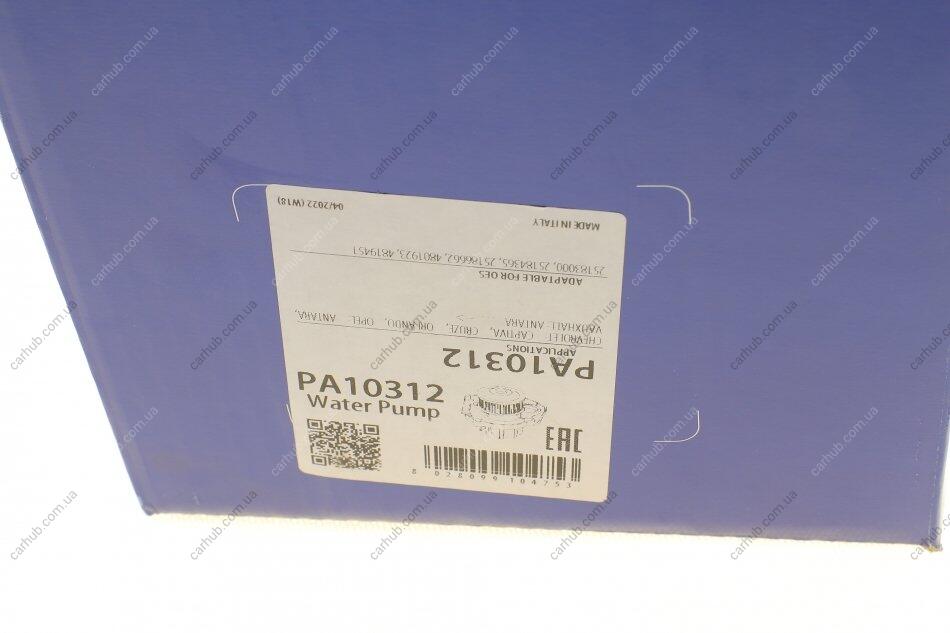 PA10312
Water Pump
EAC
8 028099 104753
PA10312
APPLICATIONS
CHEVROLET CAPTIVA, CRUZE, ORLANDO, OPEL ANTARA,
VAUXHALL ANTARA
ADAPTABLE FOR OES
25183000, 25184365, 25186662, 4801923, 4819451
MADE IN ITALY
04/2022 (W18)
carhub.com.ua